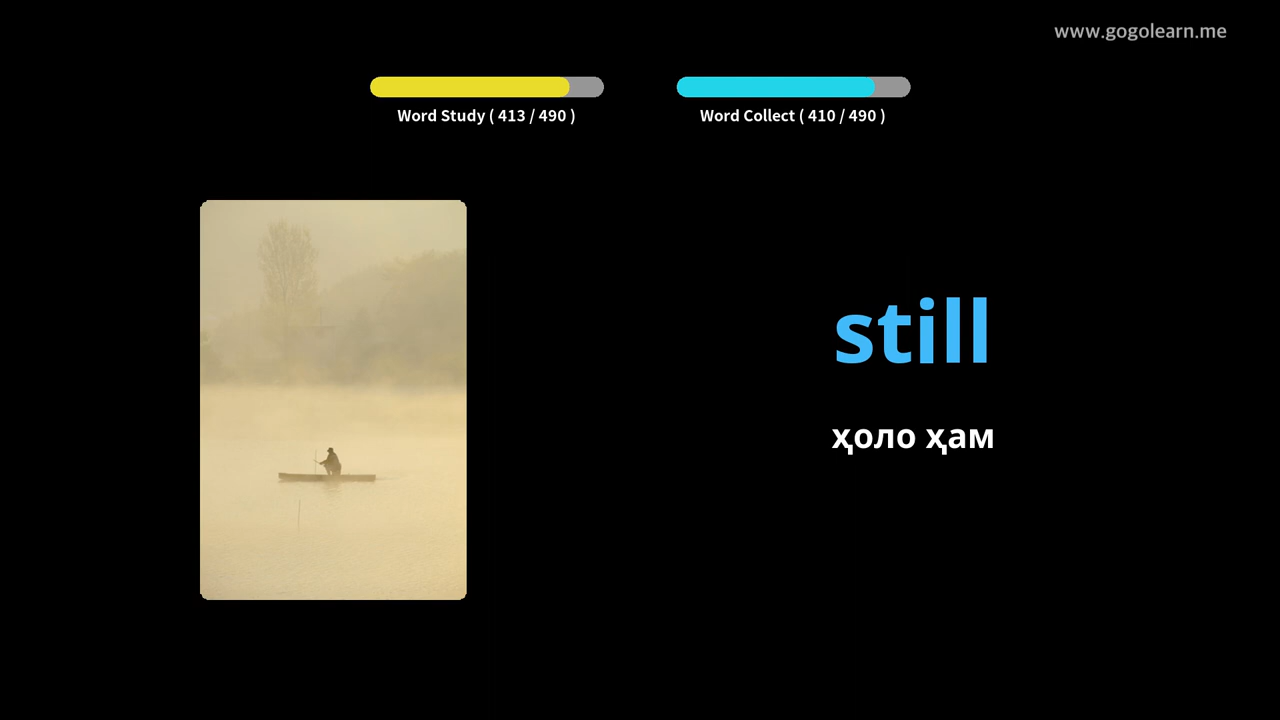 www.gogolearn.me
Word Study ( 413 / 490 )
Word Collect ( 410 / 490 )
still
ҳоло ҳам